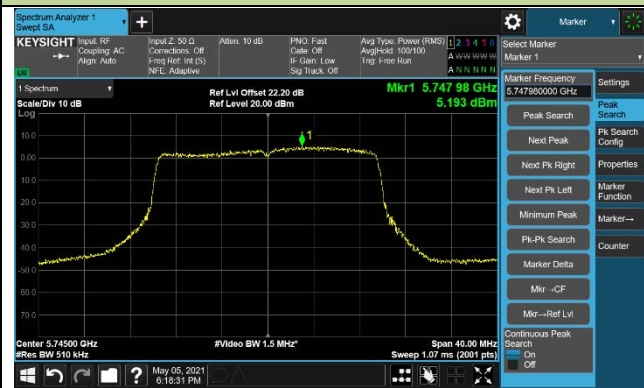 Spectrum Analyzer 1
Swept SA
+
Marker
KEYSIGHT
Input: RF
Coupling: AC
Align: Auto
Input Z: 50 Ω
Corrections: Off
Freq Ref: Int (S)
NFE: Adaptive
Atten: 10 dB
PNO: Fast
Gate: Off
IF Gain: Low
Sig Track: Off
Avg Type: Power (RMS)
Avg|Hold: 100/100
Trig: Free Run
1 2 3 4 5 6
A W W W W W
A N N N N N
Select Marker
Marker 1
LXI
1 Spectrum
Scale/Div 10 dB
Log
Ref Lvl Offset 22.20 dB
Ref Level 20.00 dBm
Mkr1 5.747 98 GHz
5.193 dBm
10.0
0.00
-10.0
-20.0
-30.0
-40.0
-50.0
-60.0
-70.0
1
Center 5.74500 GHz
#Res BW 510 kHz
#Video BW 1.5 MHz*
Span 40.00 MHz
Sweep 1.07 ms (2001 pts)
Marker Frequency
5.747980000 GHz
Peak Search
Next Peak
Next Pk Right
Next Pk Left
Minimum Peak
Pk-Pk Search
Marker Delta
Mkr→CF
Mkr→Ref Lvl
Continuous Peak
Search
On
Off
Settings
Peak
Search
Pk Search
Config
Properties
Marker
Function
Marker→
Counter
?
May 05, 2021
6:18:31 PM